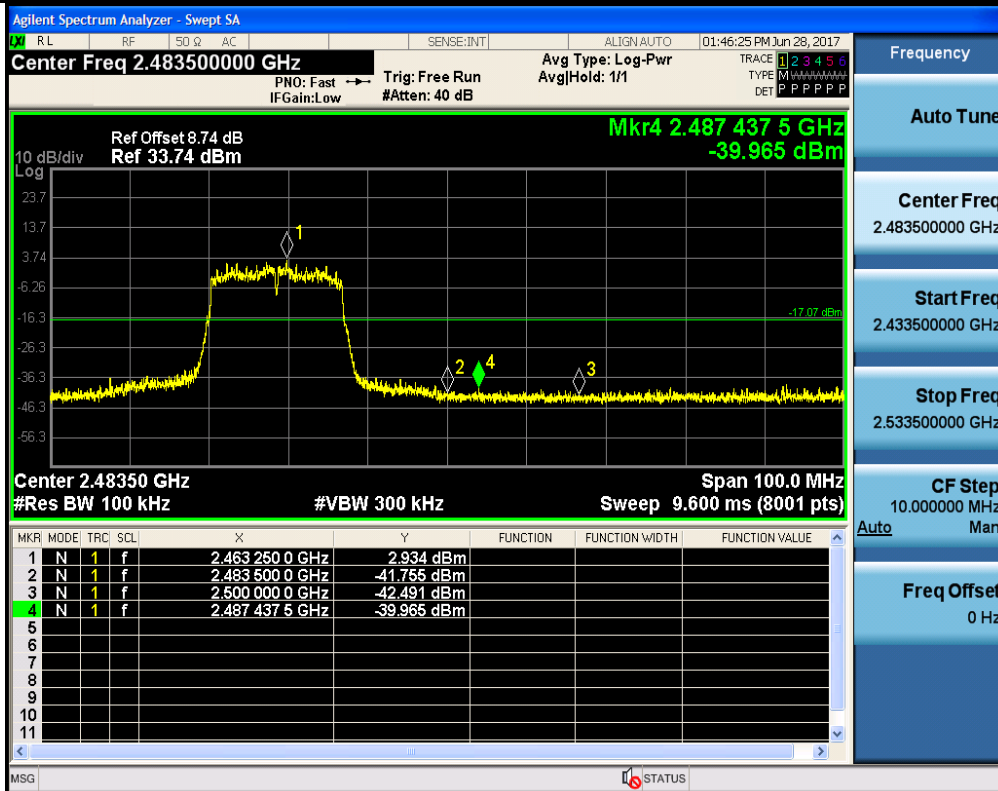 Agilent Spectrum Analyzer - Swept SA
LXI RL RF 50 Ω AC SENSE:INT ALIGN AUTO 01:46:25 PM Jun 28, 2017
Center Freq 2.483500000 GHz
PNO: Fast
IFGain:Low
Trig: Free Run
#Atten: 40 dB
Avg Type: Log-Pwr
Avg|Hold: 1/1
TRACE 1 2 3 4 5 6
TYPE M
DET P P P P P P
Ref Offset 8.74 dB
Ref 33.74 dBm
10 dB/div
Log
Mkr4 2.487 437 5 GHz
-39.965 dBm
23.7
13.7
3.74
-6.26
-16.3
-26.3
-36.3
-46.3
-56.3
1
2
4
3
-17.07 dBm
Center 2.48350 GHz Span 100.0 MHz
#Res BW 100 kHz #VBW 300 kHz Sweep 9.600 ms (8001 pts)
MKR MODE TRC SCL X Y FUNCTION FUNCTION WIDTH FUNCTION VALUE
1 N 1 f 2.463 250 0 GHz 2.934 dBm
2 N 1 f 2.483 500 0 GHz -41.755 dBm
3 N 1 f 2.500 000 0 GHz -42.491 dBm
4 N 1 f 2.487 437 5 GHz -39.965 dBm
5
6
7
8
9
10
11
MSG STATUS
Frequency
Auto Tune
Center Freq
2.483500000 GHz
Start Freq
2.433500000 GHz
Stop Freq
2.533500000 GHz
CF Step
10.000000 MHz
Auto Man
Freq Offset
0 Hz